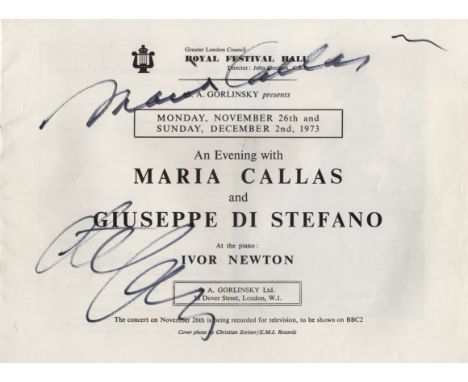 Greater London Council
ROYAL FESTIVAL HALL
Director: John Denison, C.B.E.
Maria Callas
S. A. GORLINSKY presents
MONDAY, NOVEMBER 26th and
SUNDAY, DECEMBER 2nd, 1973
An Evening with
MARIA CALLAS
and
GIUSEPPE DI STEFANO
At the piano:
IVOR NEWTON
A. GORLINSKY Ltd.
Dover Street, London, W.1.
The concert on November 26th is being recorded for television, to be shown on BBC2
Cover photo by Christian Steiner/E.M.I. Records